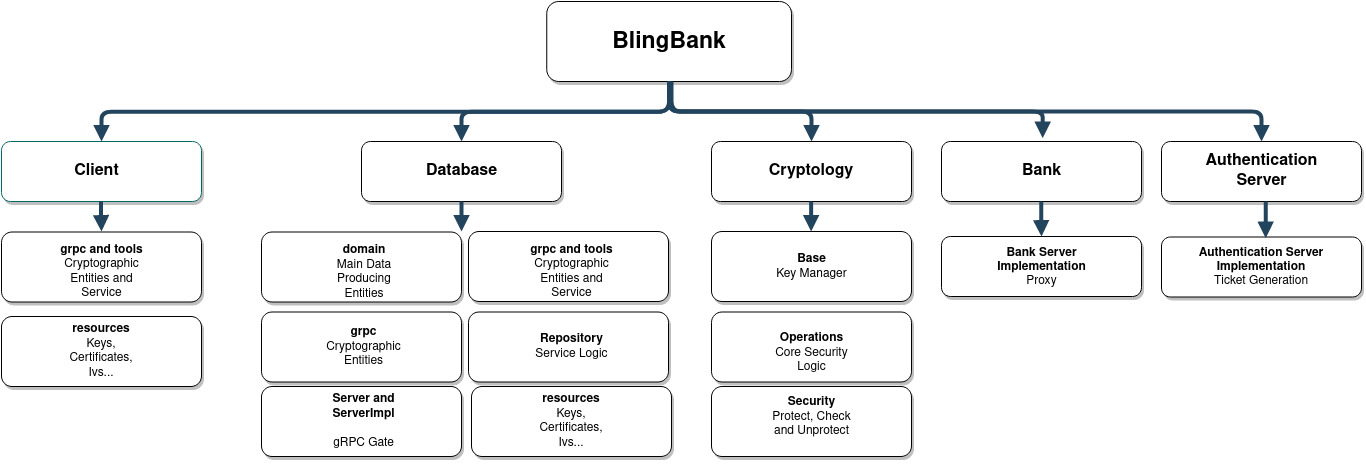 BlingBank
Client
Database
Cryptology
Bank
Authentication
Server
grpc and tools
Cryptographic
Entities and
Service
resources
Keys,
Certificates,
Ivs...
domain
Main Data
Producing
Entities
grpc and tools
Cryptographic
Entities and
Service
grpc
Cryptographic
Entities
Repository
Service Logic
Server and
ServerImpl
gRPC Gate
resources
Keys,
Certificates,
Ivs...
Base
Key Manager
Operations
Core Security
Logic
Security
Protect, Check
and Unprotect
Bank Server
Implementation
Proxy
Authentication Server
Implementation
Ticket Generation